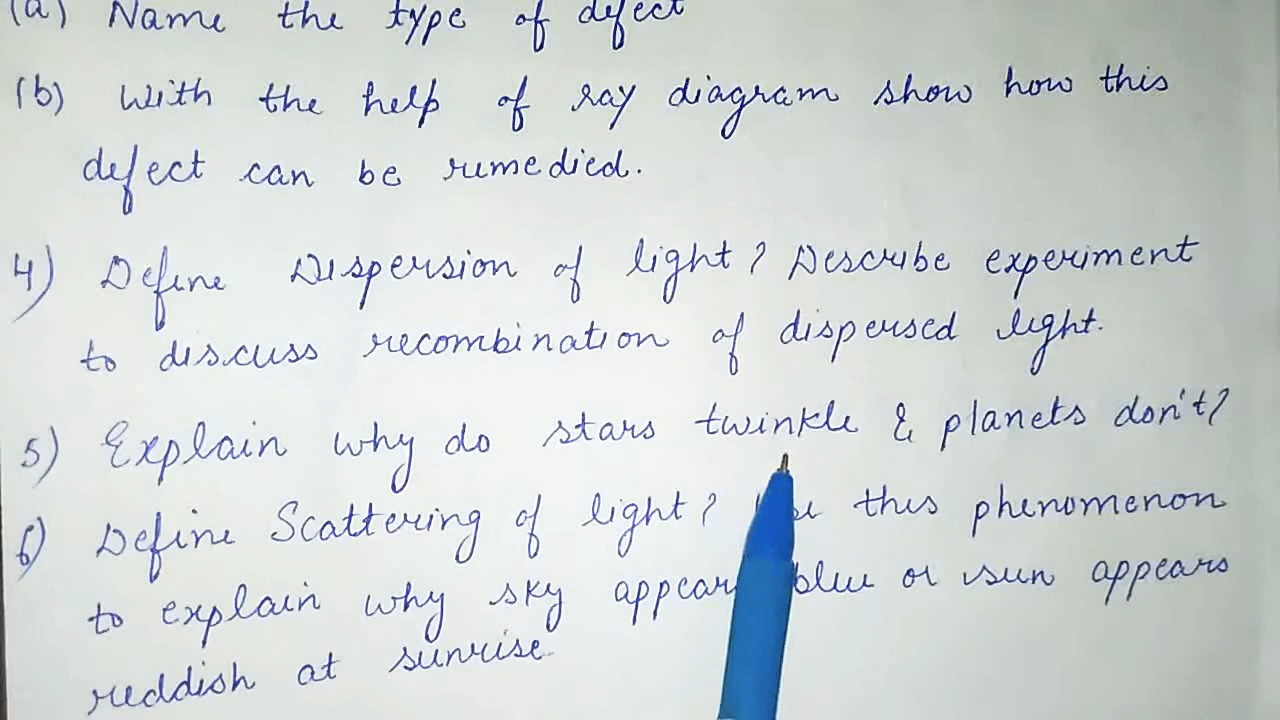 (a) Name the type of defect
(b) With the help of ray diagram show how this
defect can be remedied.
4) Define Dispersion of light? Describe experiment
to discuss recombination of dispersed light.
5) Explain why do stars twinkle & planets don't?
6) Define Scattering of light? this phenomenon
to explain why sky appear blue or sun appears
reddish at sunrise